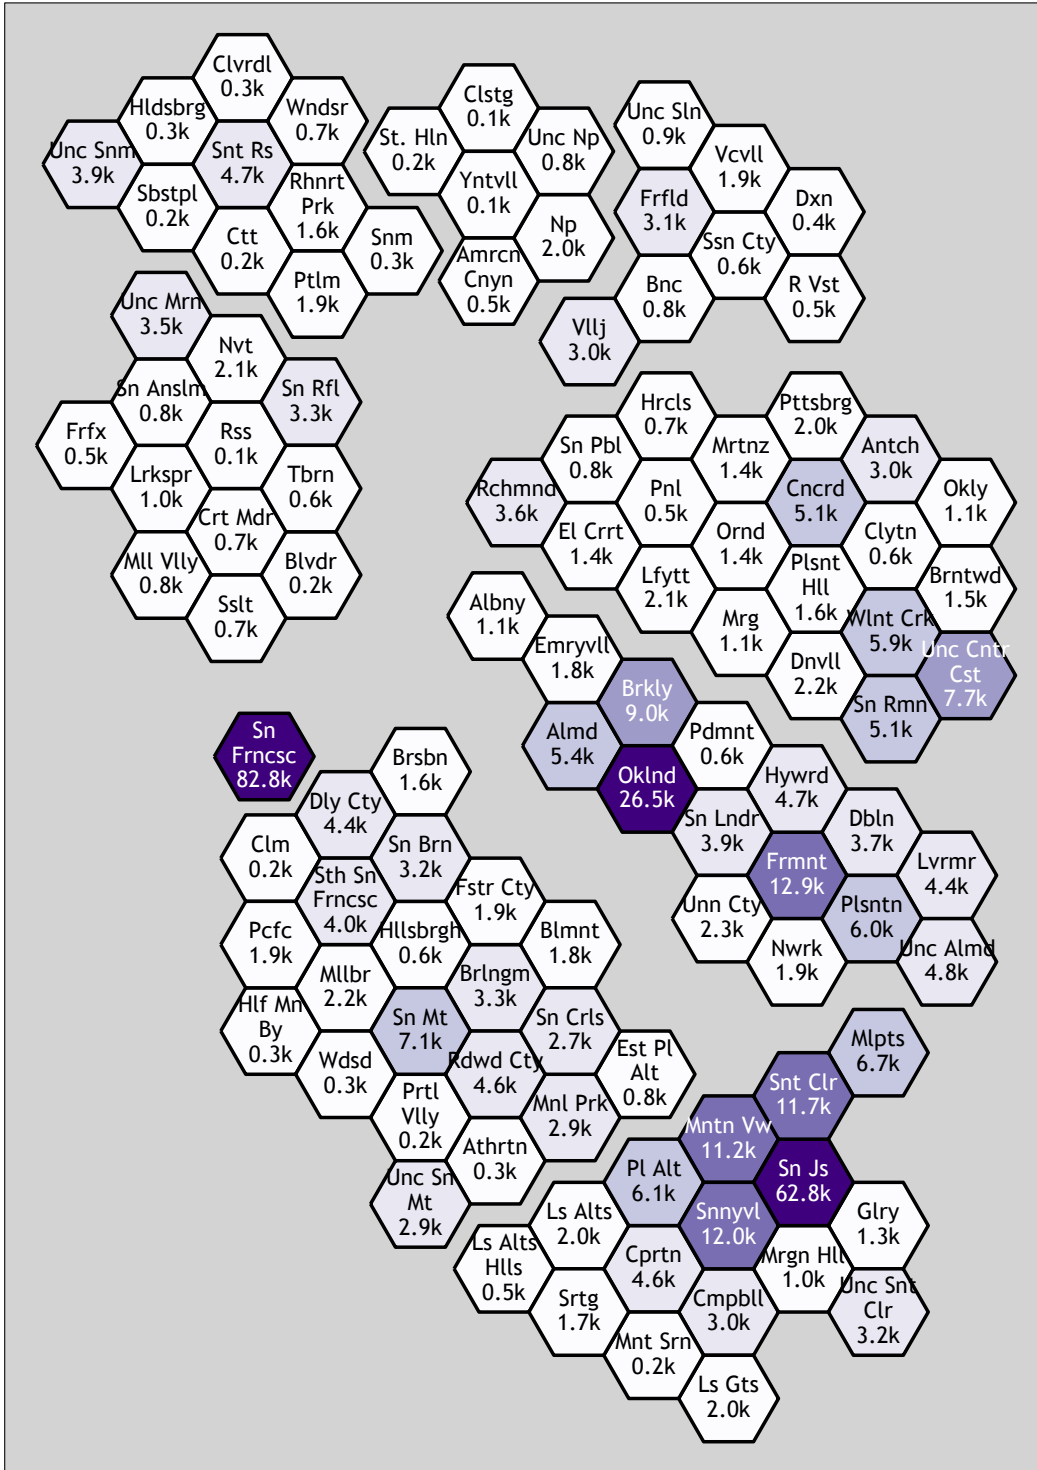 Clvrdl
0.3k
Hldsbrg
0.3k
Wndsr
0.7k
Unc Snm
3.9k
Snt Rs
4.7k
Sbstpl
0.2k
Rhnrt
Prk
1.6k
Ctt
0.2k
Snm
0.3k
Ptlm
1.9k
Clstg
0.1k
St. Hln
0.2k
Unc Np
0.8k
Yntvll
0.1k
Np
2.0k
Amrcn
Cnyn
0.5k
Unc Sln
0.9k
Vcvll
1.9k
Frfld
3.1k
Dxn
0.4k
Ssn Cty
0.6k
Bnc
0.8k
R Vst
0.5k
Vllj
3.0k
Unc Mrn
3.5k
Nvt
2.1k
Sn Anslm
0.8k
Sn Rfl
3.3k
Frfx
0.5k
Rss
0.1k
Lrkspr
1.0k
Tbrn
0.6k
Crt Mdr
0.7k
Mll Vlly
0.8k
Blvdr
0.2k
Sslt
0.7k
Hrcls
0.7k
Pttsbrg
2.0k
Sn Pbl
0.8k
Mrtnz
1.4k
Antch
3.0k
Rchmnd
3.6k
Pnl
0.5k
Cncrd
5.1k
Okly
1.1k
El Crrt
1.4k
Ornd
1.4k
Clytn
0.6k
Lfytt
2.1k
Plsnt
Hll
1.6k
Brntwd
1.5k
Mrg
1.1k
Wlnt Crk
5.9k
Dnvll
2.2k
Unc Cntr
Cst
7.7k
Sn Rmn
5.1k
Albny
1.1k
Emryvll
1.8k
Brkly
9.0k
Almd
5.4k
Pdmnt
0.6k
Oklnd
26.5k
Hywrd
4.7k
Sn Lndr
3.9k
Dbln
3.7k
Frmnt
12.9k
Lvrmr
4.4k
Unn Cty
2.3k
Plsntn
6.0k
Nwrk
1.9k
Unc Almd
4.8k
Sn
Frncsc
82.8k
Brsbn
1.6k
Dly Cty
4.4k
Clm
0.2k
Sn Brn
3.2k
Sth Sn
Frncsc
4.0k
Fstr Cty
1.9k
Pcfc
1.9k
Hllsbrgh
0.6k
Blmnt
1.8k
Mllbr
2.2k
Brlngm
3.3k
Hlf Mn
By
0.3k
Sn Mt
7.1k
Sn Crls
2.7k
Wdsd
0.3k
Rdwd Cty
4.6k
Est Pl
Alt
0.8k
Prtl
Vlly
0.2k
Mnl Prk
2.9k
Athrtn
0.3k
Unc Sn
Mt
2.9k
Mlpts
6.7k
Snt Clr
11.7k
Mntn Vw
11.2k
Pl Alt
6.1k
Sn Js
62.8k
Ls Alts
2.0k
Snnyvl
12.0k
Glry
1.3k
Ls Alts
Hlls
0.5k
Cprtn
4.6k
Mrgn Hll
1.0k
Srtg
1.7k
Cmpbll
3.0k
Unc Snt
Clr
3.2k
Mnt Srn
0.2k
Ls Gts
2.0k